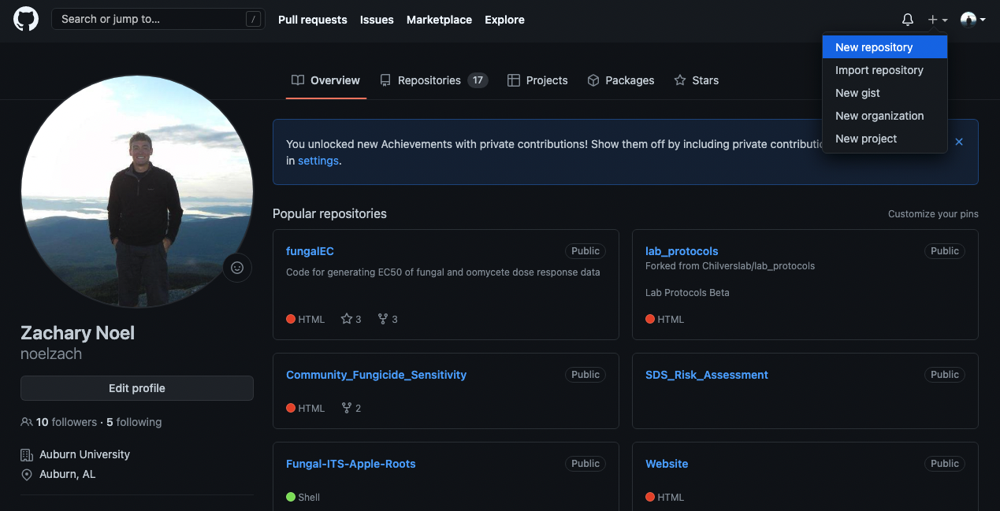 Search or jump to... /
Pull requests Issues Marketplace Explore
New repository
Import repository
New gist
New organization
New project
Overview Repositories 17 Projects Packages Stars
You unlocked new Achievements with private contributions! Show them off by including private
in settings.
Popular repositories
Customize your pins
fungalEC Public
Code for generating EC50 of fungal and oomycete dose response data
HTML 3 3
lab_protocols Public
Forked from Chilverslab/lab_protocols
Lab Protocols Beta
HTML
Community_Fungicide_Sensitivity Public
HTML 2
SDS_Risk_Assessment Public
Fungal-ITS-Apple-Roots Public
Shell
Website Public
HTML
Zachary Noel
noelzach
Edit profile
10 followers · 5 following
Auburn University
Auburn, AL